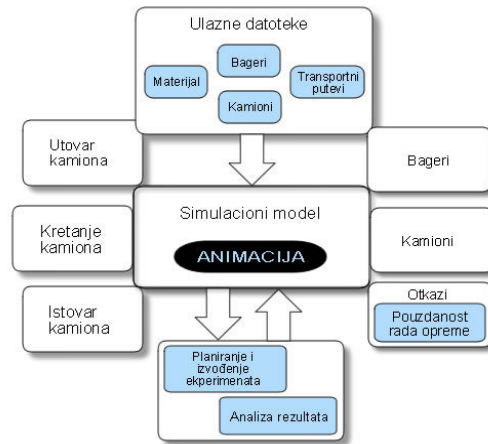 Ulazne datoteke
Bageri
Materijal
Transportni
putevi
Kamioni
Utovar
kamiona
Bageri
Simulacioni model
Kretanje
kamiona
Kamioni
ANIMACIJA
Istovar
kamiona
Otkazi
Pouzdanost
rada opreme
Planiranje i
izvođenje
ekperimenata
Analiza rezultata